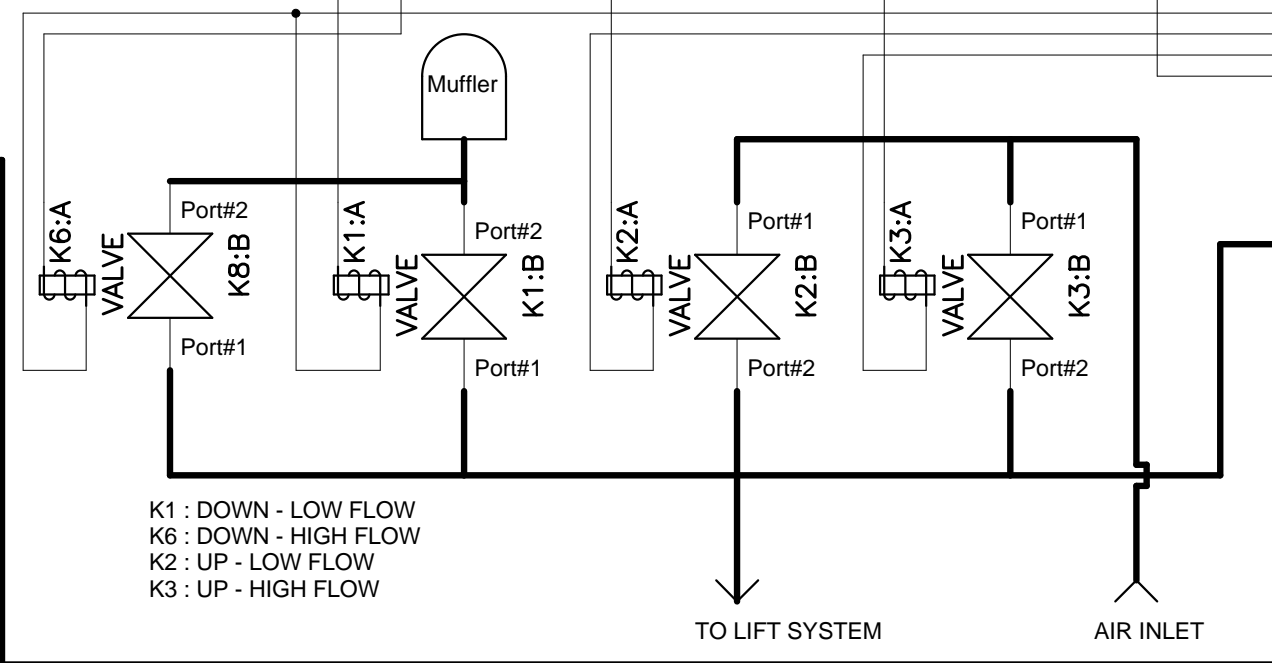 Muffler
K6:A
VALVE
Port#2
K8:B
Port#1
K1:A
VALVE
Port#2
K1:B
Port#1
K2:A
VALVE
Port#1
K2:B
Port#2
K3:A
VALVE
Port#1
K3:B
Port#2
K1 : DOWN - LOW FLOW
K6 : DOWN - HIGH FLOW
K2 : UP - LOW FLOW
K3 : UP - HIGH FLOW
TO LIFT SYSTEM
AIR INLET